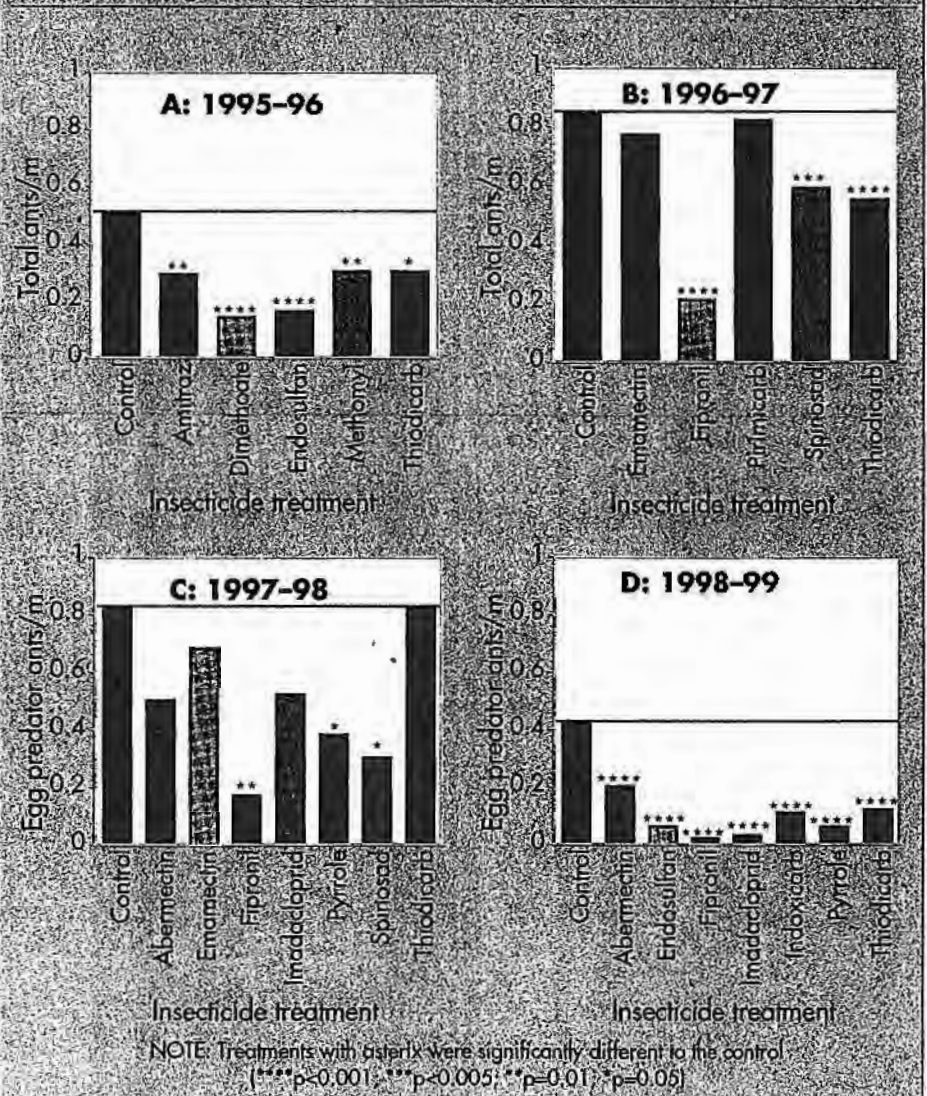 A: 1995–96
Total ants/m
1
0.8
0.6
0.4
0.2
0
Control
Amitraz
Dimethoate
Endosulfan
Methomyl
Thiodicarb
** **** **** ** *
Insecticide treatment
B: 1996–97
Total ants/m
1
0.8
0.6
0.4
0.2
0
Control
Emamectin
Fipronil
Pirimicarb
Spinosad
Thiodicarb
**** *** ****
Insecticide treatment
C: 1997–98
Egg predator ants/m
1
0.8
0.6
0.4
0.2
0
Control
Abermectin
Emamectin
Fipronil
Imadacloprid
Pyrrole
Spinosad
Thiodicarb
** * *
Insecticide treatment
D: 1998–99
Egg predator ants/m
1
0.8
0.6
0.4
0.2
0
Control
Abermectin
Endosulfan
Fipronil
Imadacloprid
Indoxicarb
Pyrrole
Thiodicarb
**** **** **** **** **** **** ****
Insecticide treatment
NOTE: Treatments with asterix were significantly different to the control
(****p<0.001; ***p<0.005; **p=0.01; *p=0.05)